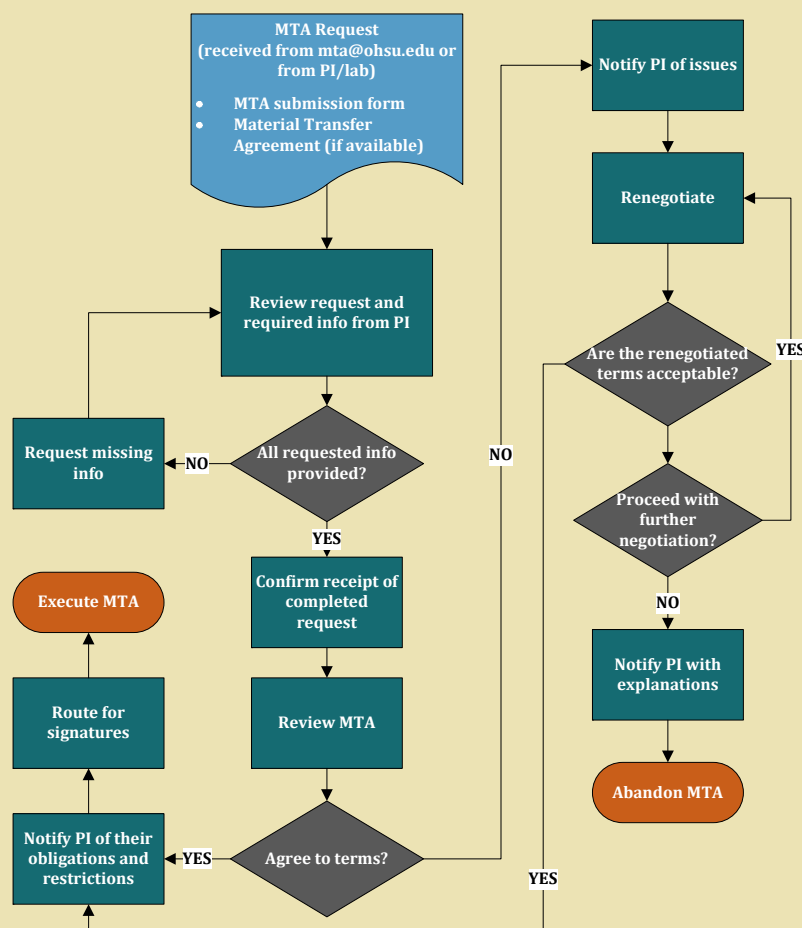 MTA Request
(received from mta@ohsu.edu or
from PI/lab)
• MTA submission form
• Material Transfer
Agreement (if available)
Review request and
required info from PI
All requested info
provided?
NO
Request missing
info
YES
Confirm receipt of
completed
request
Review MTA
Agree to terms?
YES
Notify PI of their
obligations and
restrictions
Route for
signatures
Execute MTA
NO
Notify PI of issues
Renegotiate
Are the renegotiated
terms acceptable?
YES
Proceed with
further
negotiation?
YES
NO
Notify PI with
explanations
Abandon MTA